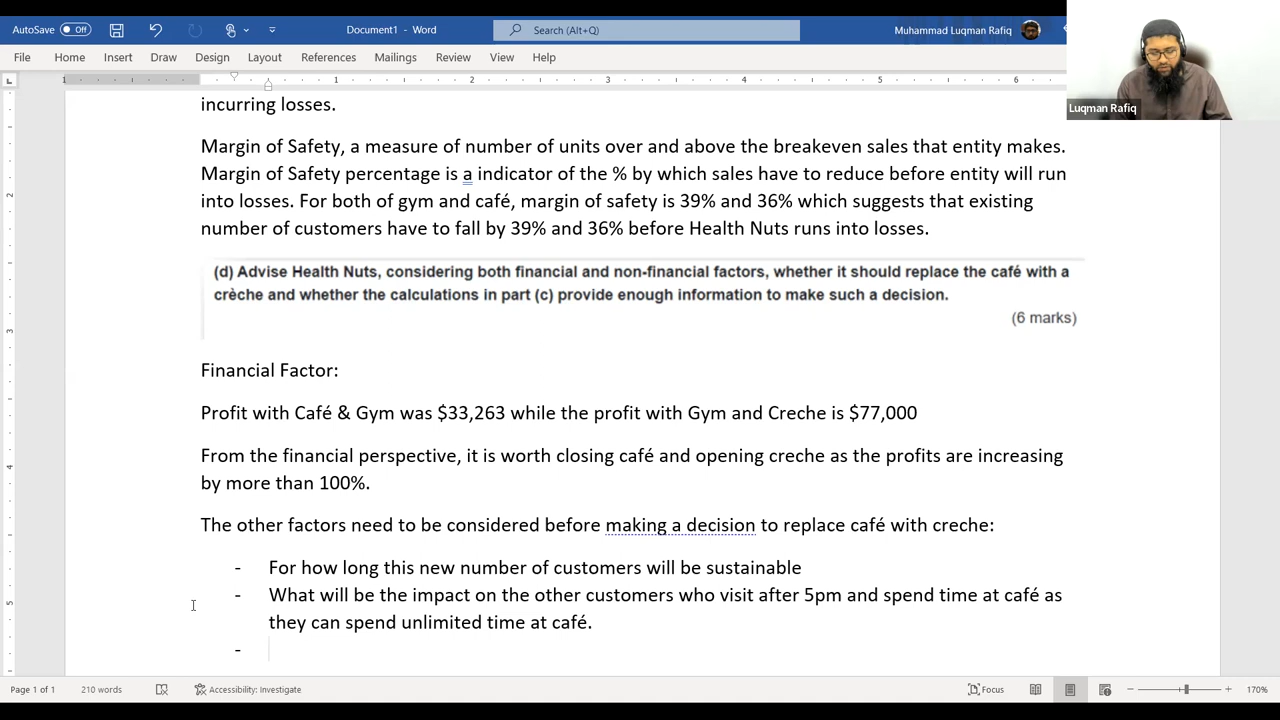 AutoSave Off Document1 - Word Search (Alt+Q) Muhammad Luqman Rafiq
File Home Insert Draw Design Layout References Mailings Review View Help
1 1 2 3 4 5 6
incurring losses.
Margin of Safety, a measure of number of units over and above the breakeven sales that entity makes.
Margin of Safety percentage is a indicator of the % by which sales have to reduce before entity will run
into losses. For both of gym and café, margin of safety is 39% and 36% which suggests that existing
number of customers have to fall by 39% and 36% before Health Nuts runs into losses.
(d) Advise Health Nuts, considering both financial and non-financial factors, whether it should replace the café with a
crèche and whether the calculations in part (c) provide enough information to make such a decision.
(6 marks)
Financial Factor:
Profit with Café & Gym was $33,263 while the profit with Gym and Creche is $77,000
From the financial perspective, it is worth closing café and opening creche as the profits are increasing
by more than 100%.
The other factors need to be considered before making a decision to replace café with creche:
- For how long this new number of customers will be sustainable
- What will be the impact on the other customers who visit after 5pm and spend time at café as
they can spend unlimited time at café.
-
2
3
4
5
Luqman Rafiq
Page 1 of 1 210 words Accessibility: Investigate Focus 170%